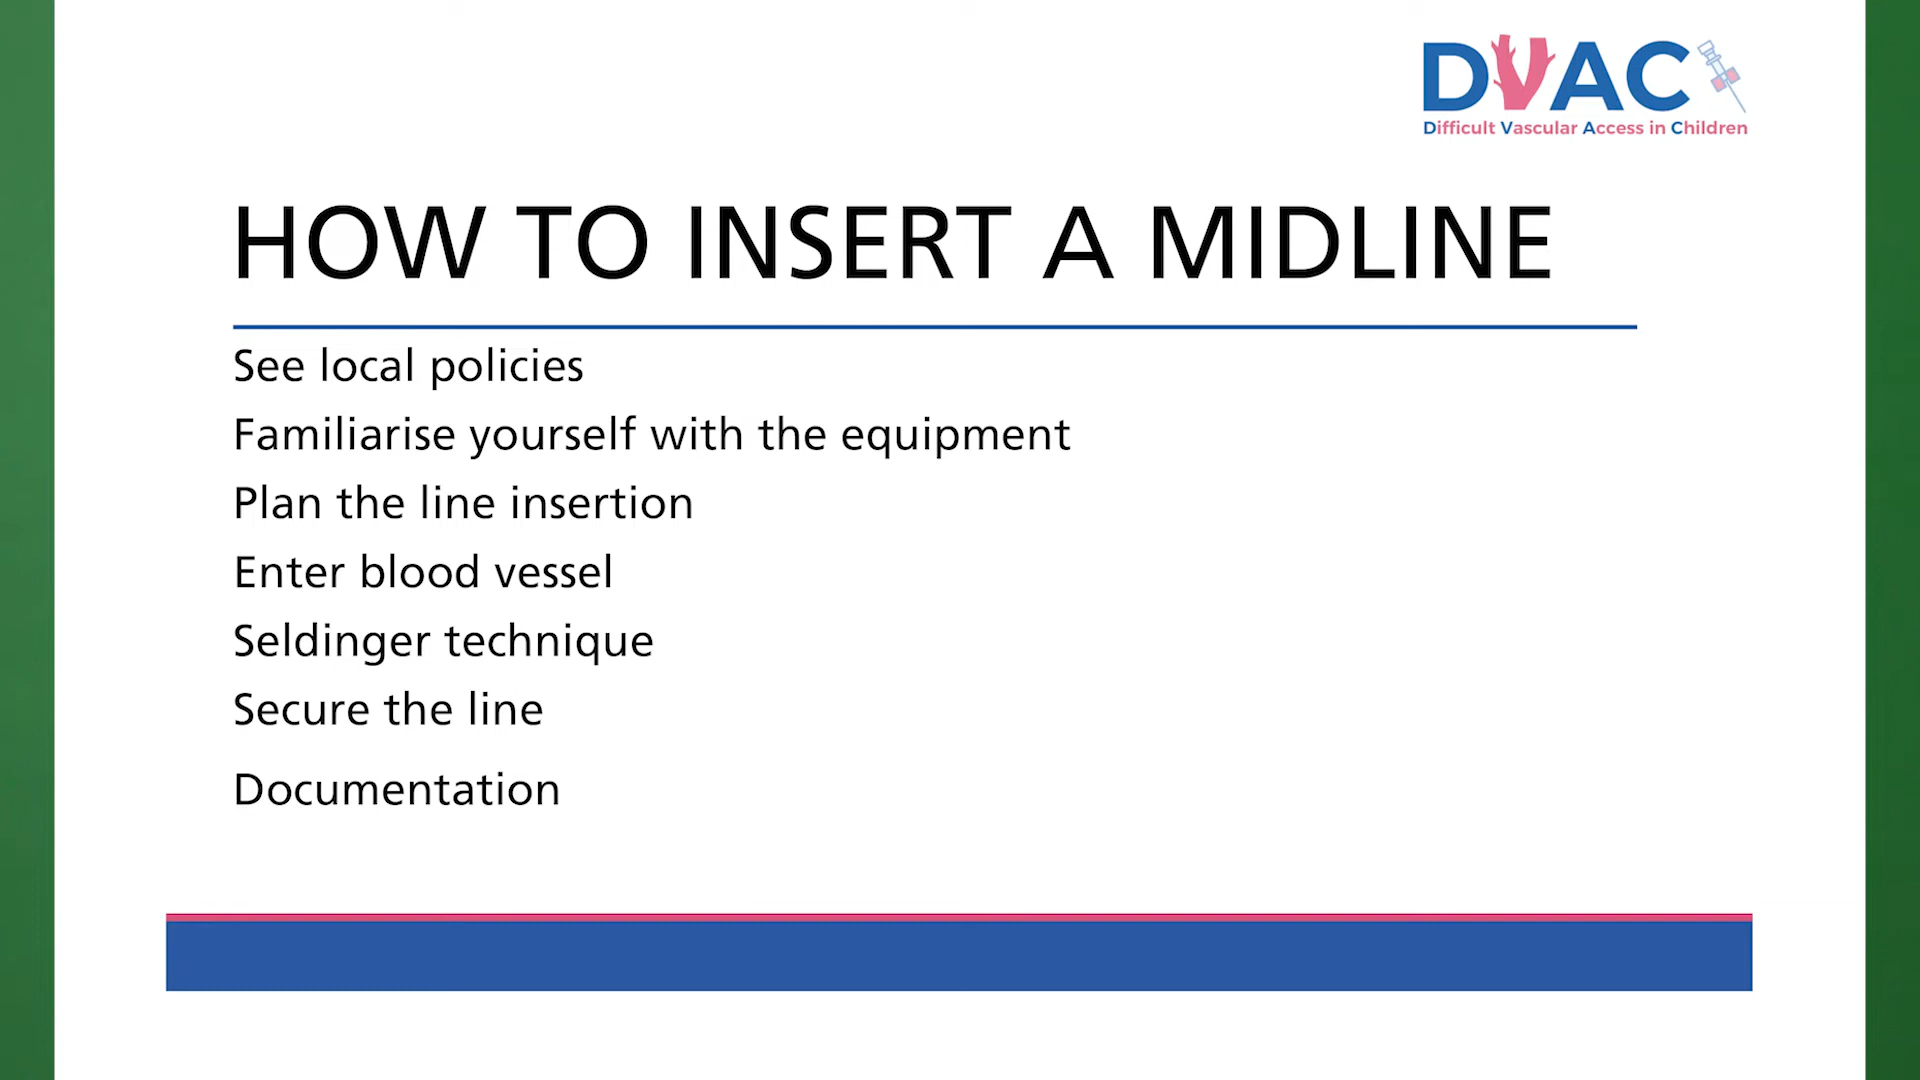 DVAC
Difficult Vascular Access in Children
HOW TO INSERT A MIDLINE
See local policies
Familiarise yourself with the equipment
Plan the line insertion
Enter blood vessel
Seldinger technique
Secure the line
Documentation